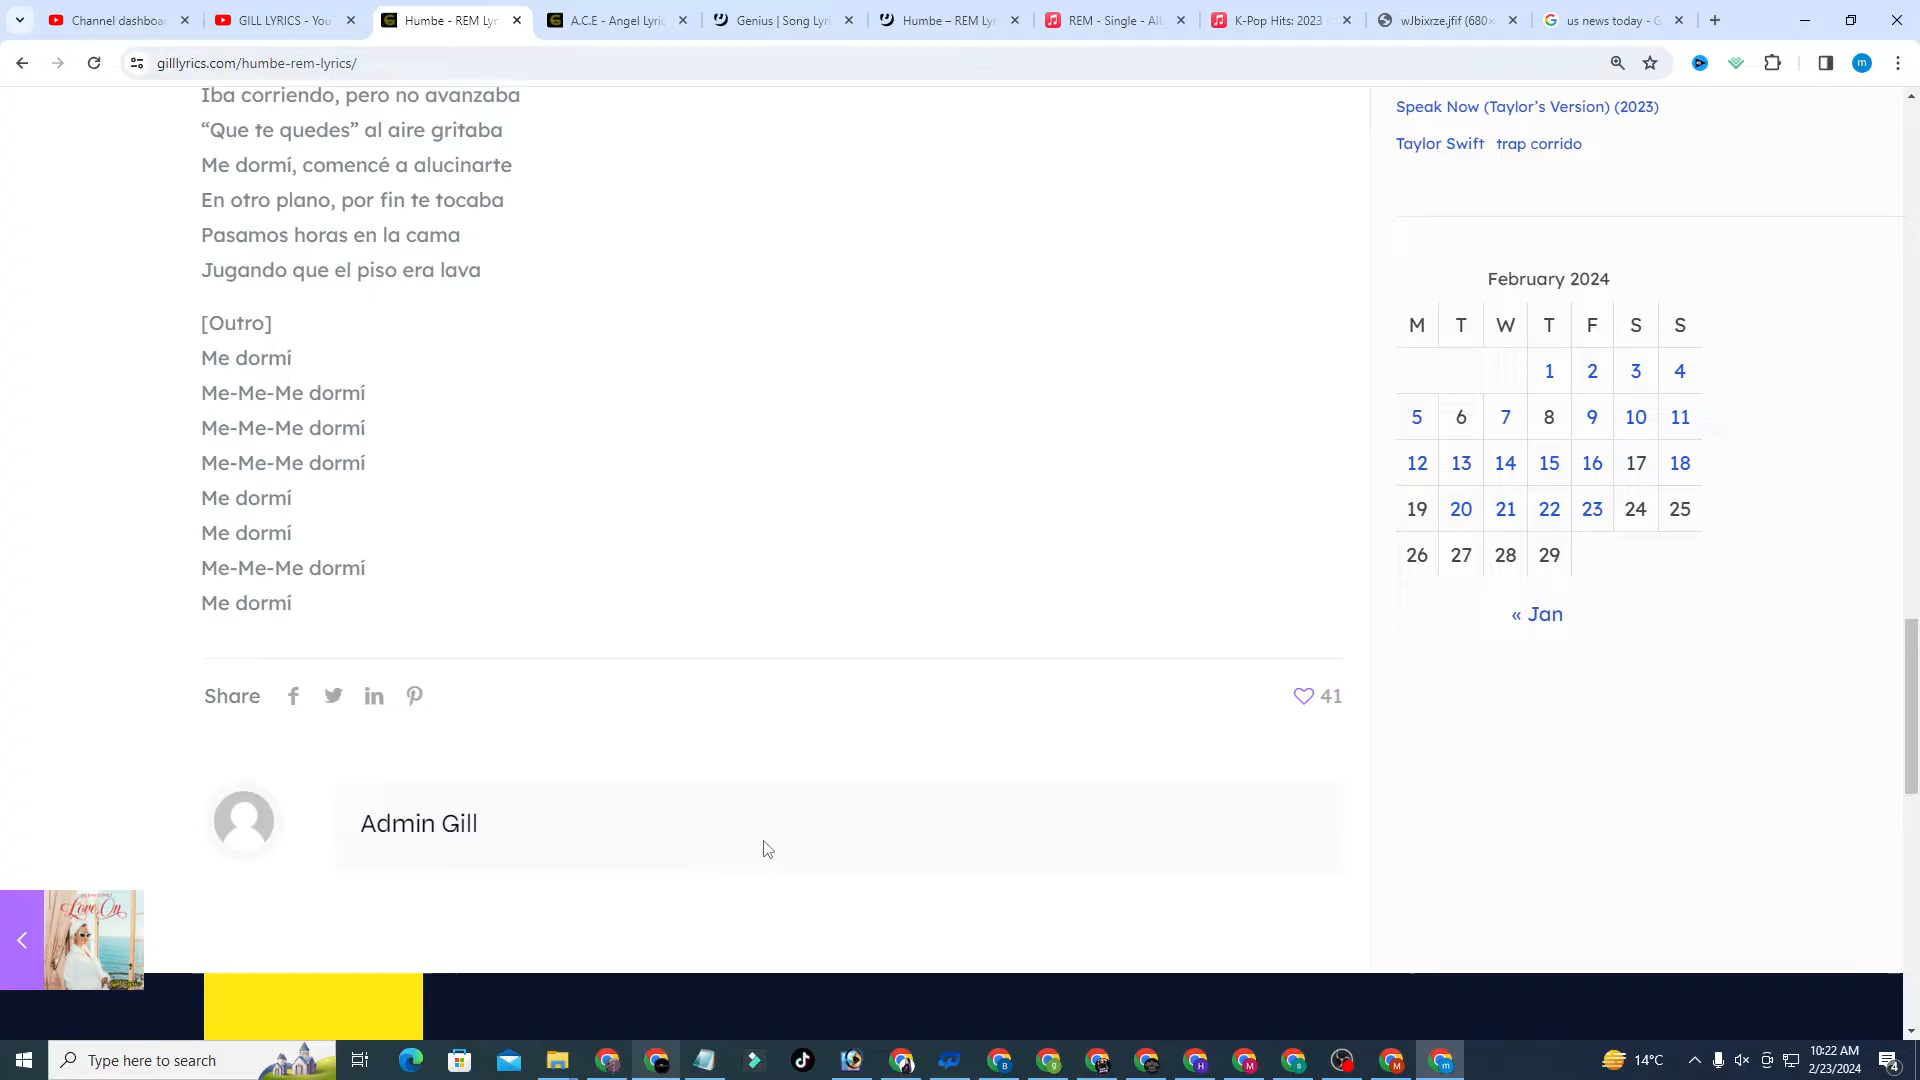 Channel dashboa
GILL LYRICS - You
Humbe - REM Ly
A.C.E - Angel Lyric
Genius | Song Lyri
Humbe – REM Lyr
REM - Single - Alb
K-Pop Hits: 2023
wJbixrze.jfif (680×
us news today - G
gilllyrics.com/humbe-rem-lyrics/
m
Iba corriendo, pero no avanzaba
“Que te quedes” al aire gritaba
Me dormí, comencé a alucinarte
En otro plano, por fin te tocaba
Pasamos horas en la cama
Jugando que el piso era lava
[Outro]
Me dormí
Me-Me-Me dormí
Me-Me-Me dormí
Me-Me-Me dormí
Me dormí
Me dormí
Me-Me-Me dormí
Me dormí
Share
41
Admin Gill
Speak Now (Taylor’s Version) (2023)
Taylor Swift trap corrido
February 2024
M T W T F S S
1 2 3 4
5 6 7 8 9 10 11
12 13 14 15 16 17 18
19 20 21 22 23 24 25
26 27 28 29
« Jan
Love On
Type here to search
14°C
10:22 AM
2/23/2024
4